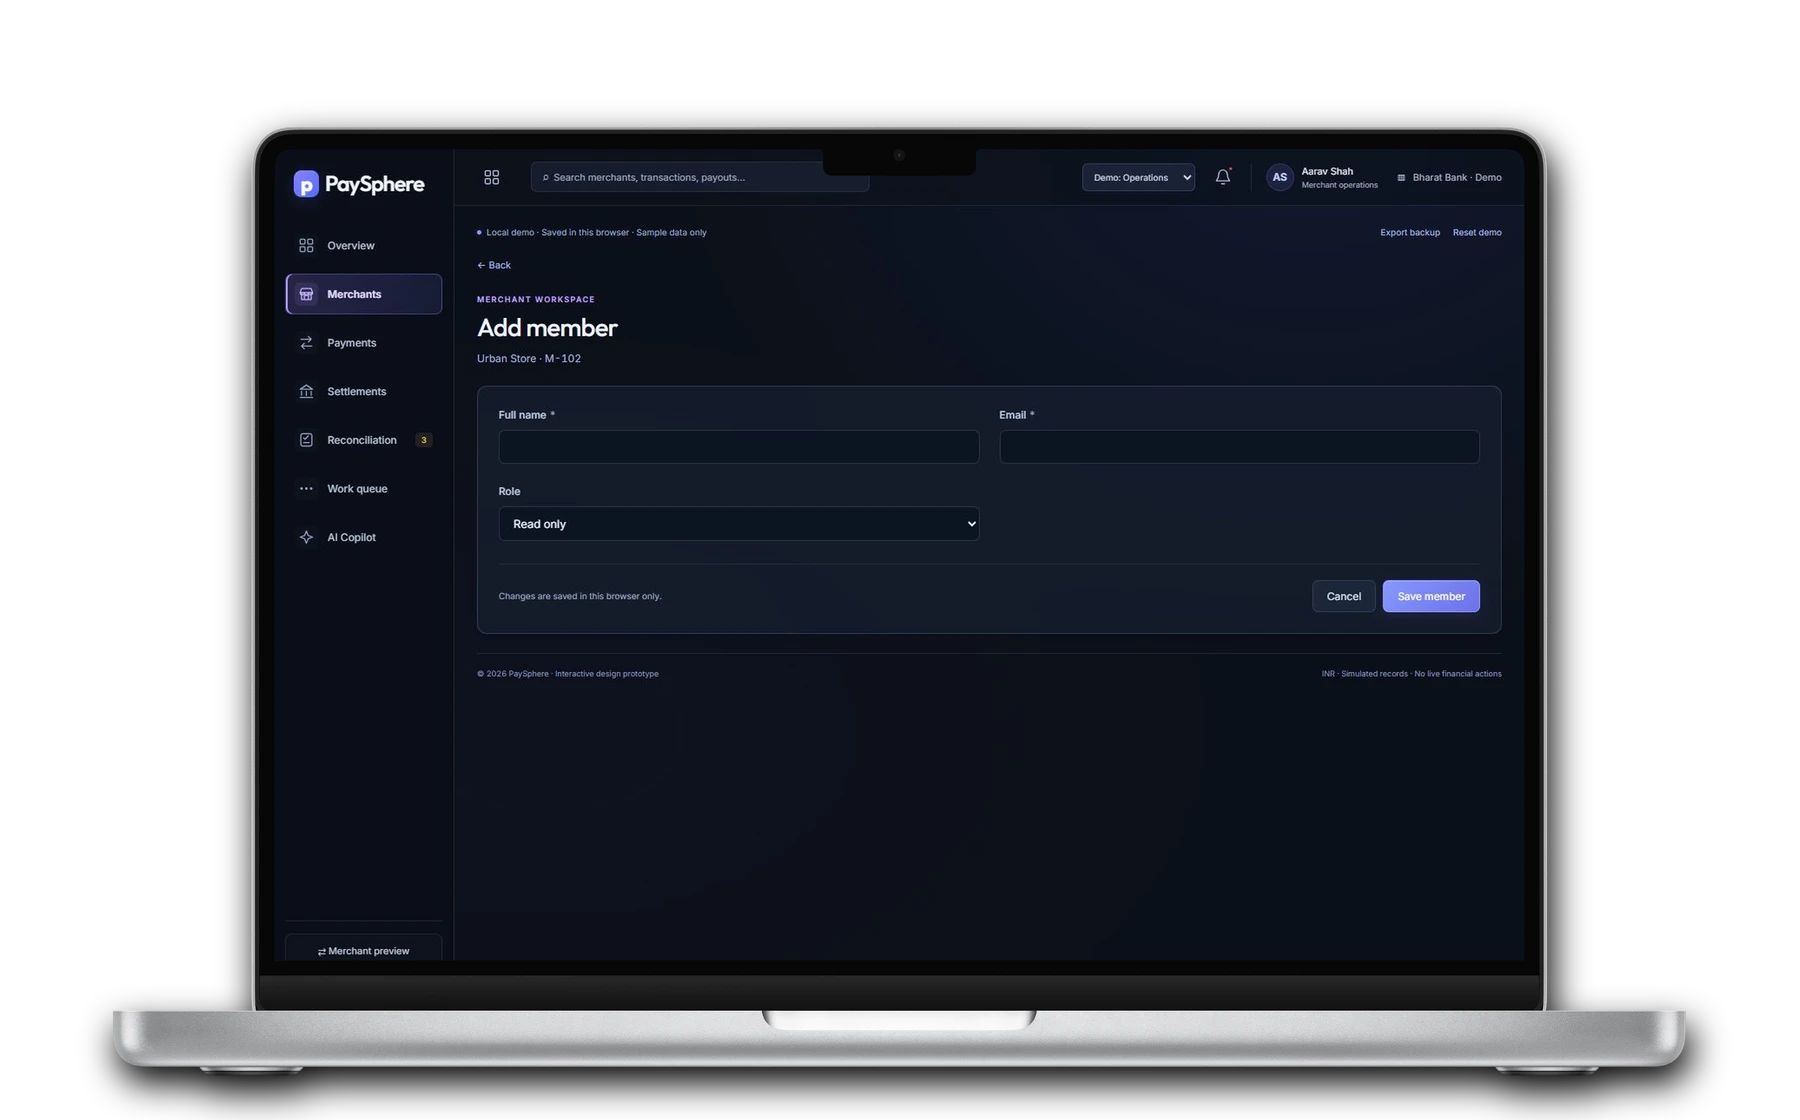 PaySphere
Search merchants, transactions, payouts...
Demo: Operations
AS
Aarav Shah
Merchant operations
Bharat Bank · Demo
Overview
Merchants
Payments
Settlements
Reconciliation 3
Work queue
AI Copilot
⇄ Merchant preview
Local demo · Saved in this browser · Sample data only
Export backup Reset demo
← Back
MERCHANT WORKSPACE
Add member
Urban Store · M-102
Full name *
Email *
Role
Read only
Changes are saved in this browser only.
Cancel
Save member
© 2026 PaySphere · Interactive design prototype
INR · Simulated records · No live financial actions